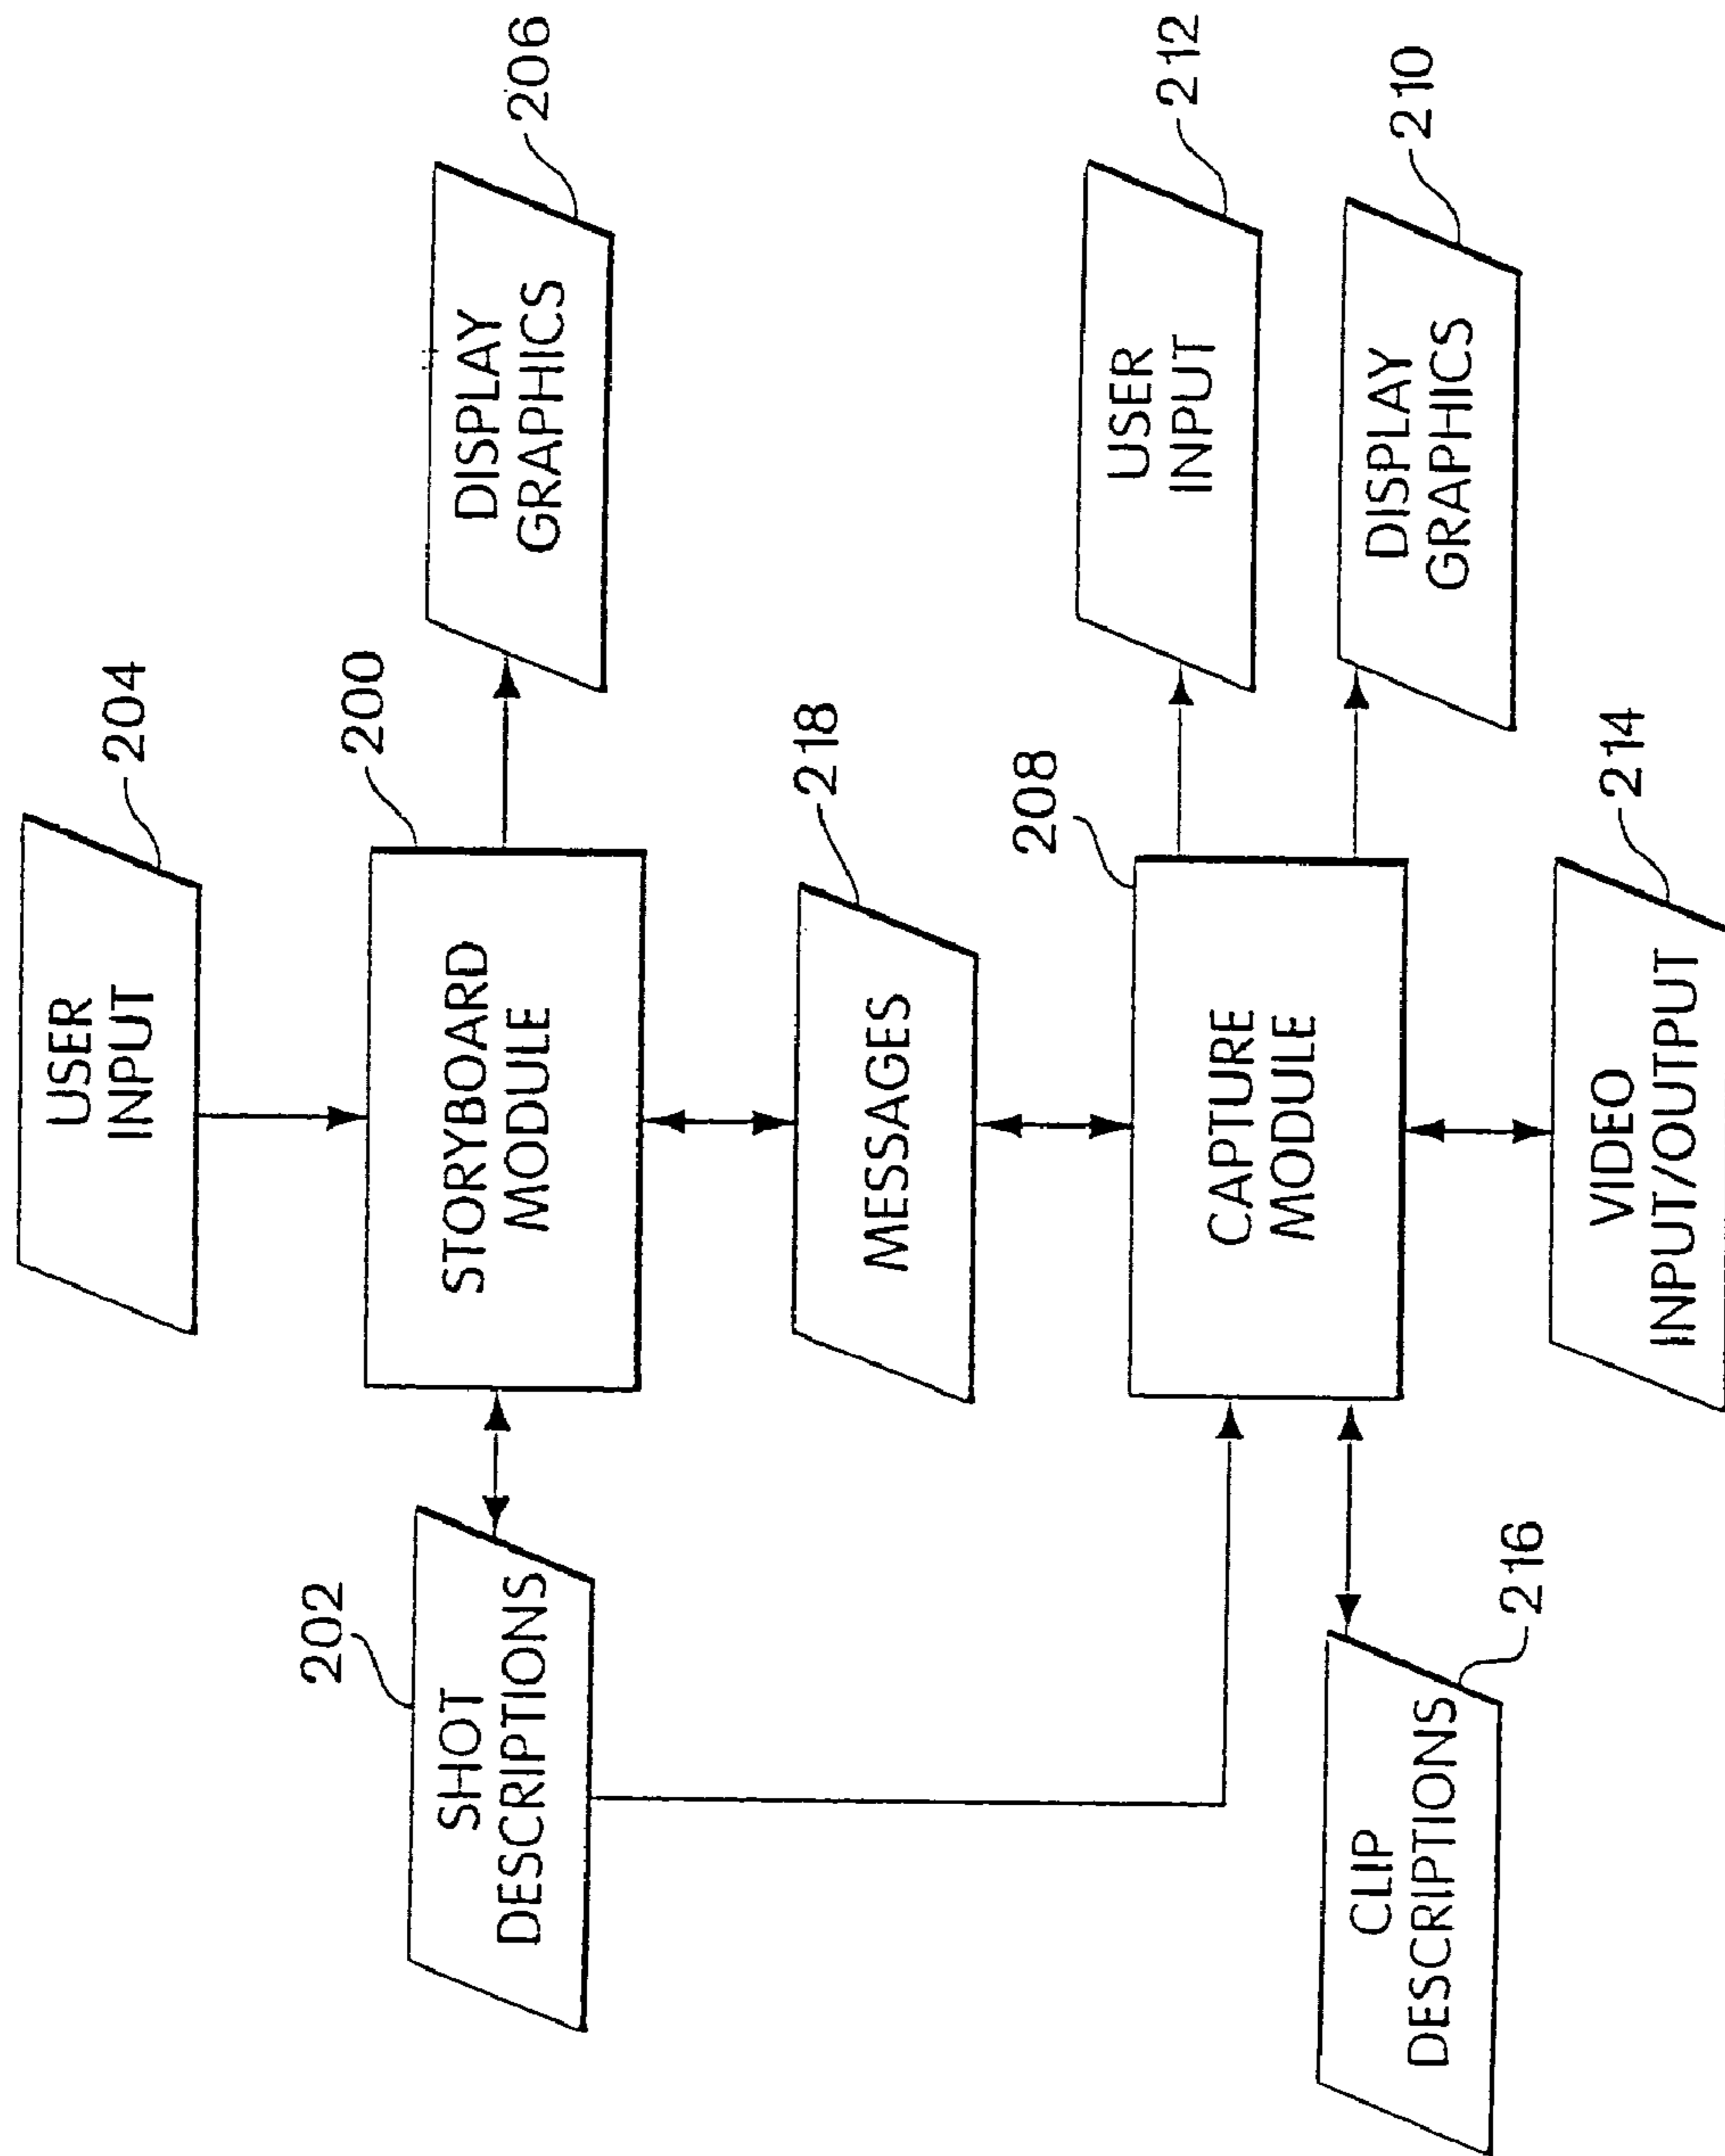 204
USER
INPUT
202
SHOT
DESCRIPTIONS
200
STORYBOARD
MODULE
206
DISPLAY
GRAPHICS
218
MESSAGES
208
CAPTURE
MODULE
212
USER
INPUT
210
DISPLAY
GRAPHICS
216
CLIP
DESCRIPTIONS
214
VIDEO
INPUT/OUTPUT